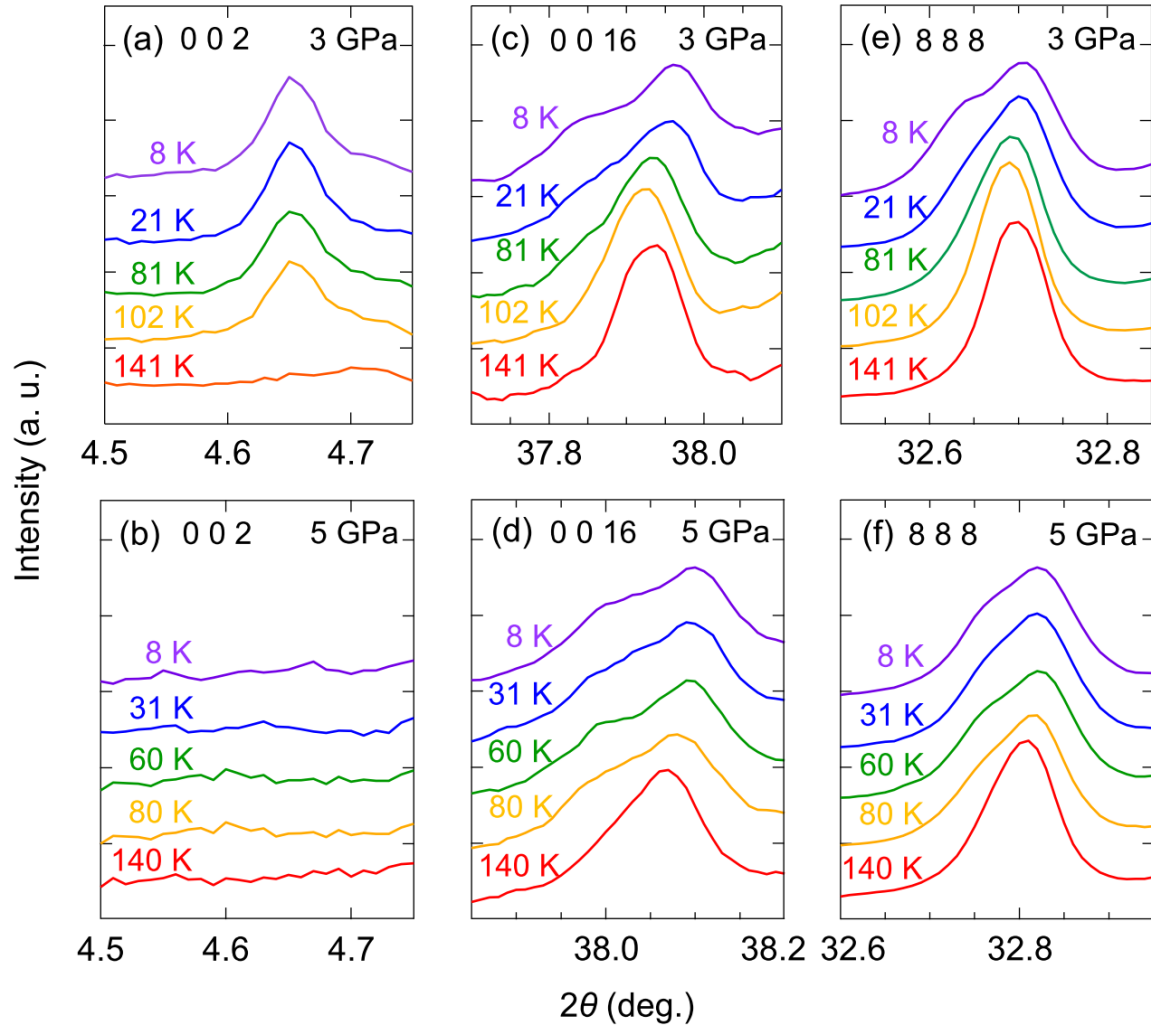 (a) 0 0 2 3 GPa
8 K
21 K
81 K
102 K
141 K
4.5 4.6 4.7
(c) 0 0 16 3 GPa
8 K
21 K
81 K
102 K
141 K
37.8 38.0
(e) 8 8 8 3 GPa
8 K
21 K
81 K
102 K
141 K
32.6 32.8
Intensity (a. u.)
(b) 0 0 2 5 GPa
8 K
31 K
60 K
80 K
140 K
4.5 4.6 4.7
(d) 0 0 16 5 GPa
8 K
31 K
60 K
80 K
140 K
38.0 38.2
(f) 8 8 8 5 GPa
8 K
31 K
60 K
80 K
140 K
32.6 32.8
2θ (deg.)